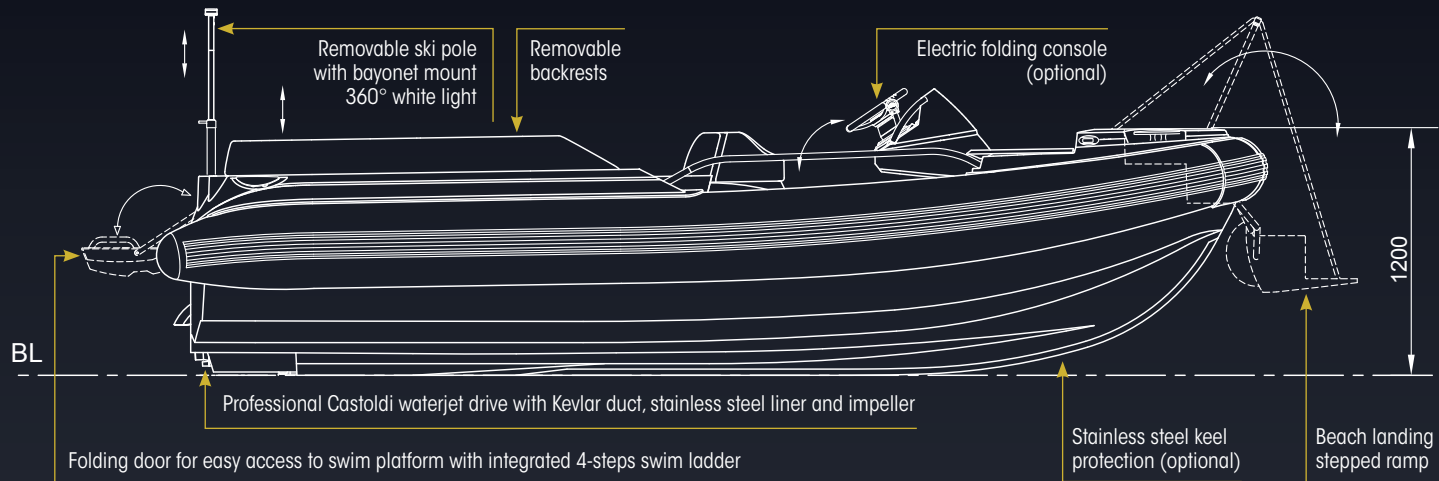 Removable ski pole
with bayonet mount
360° white light
Removable
backrests
Electric folding console
(optional)
1200
BL
Professional Castoldi waterjet drive with Kevlar duct, stainless steel liner and impeller
Folding door for easy access to swim platform with integrated 4-steps swim ladder
Stainless steel keel
protection (optional)
Beach landing
stepped ramp